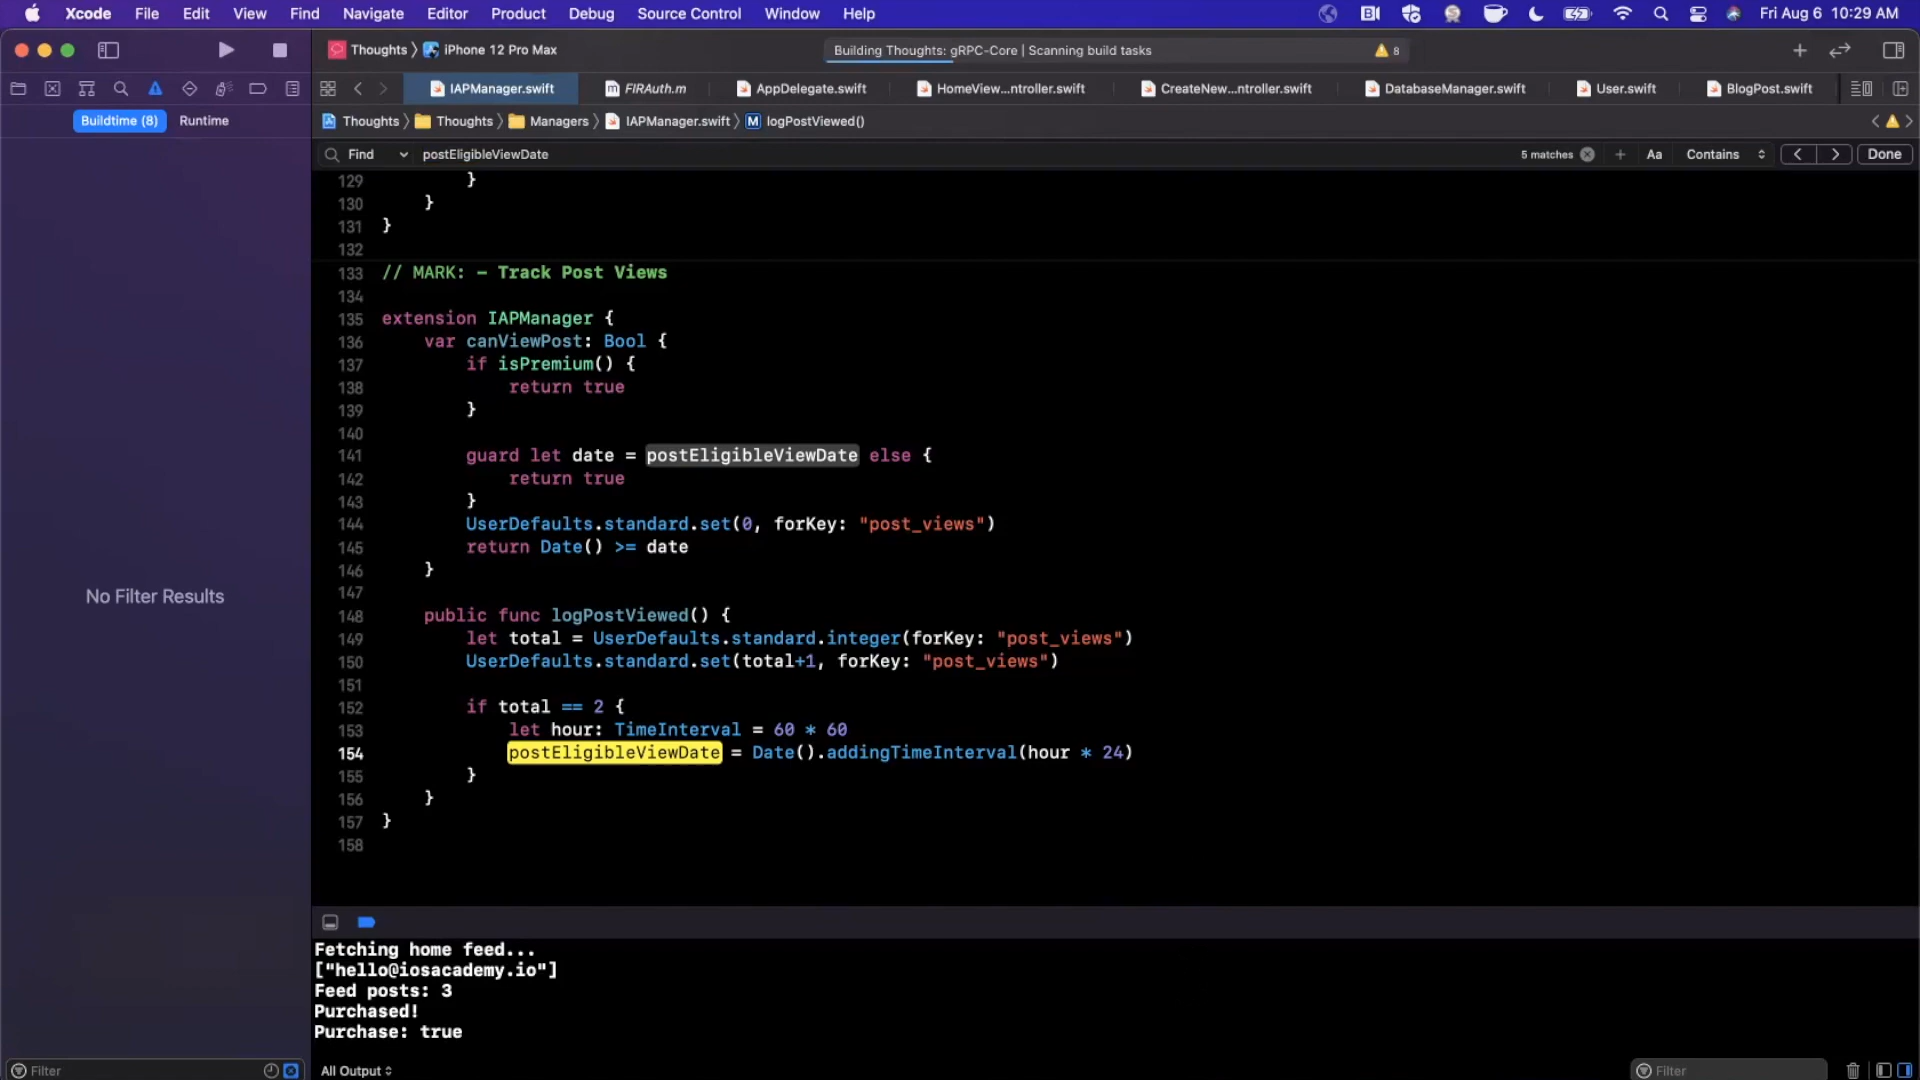 Xcode File Edit View Find Navigate Editor Product Debug Source Control Window Help Fri Aug 6 10:29 AM
Thoughts iPhone 12 Pro Max Building Thoughts: gRPC-Core | Scanning build tasks 8
IAPManager.swift FIRAuth.m AppDelegate.swift HomeView...ntroller.swift CreateNew...ntroller.swift DatabaseManager.swift User.swift BlogPost.swift
Buildtime (8) Runtime
Thoughts Thoughts Managers IAPManager.swift M logPostViewed()
Find postEligibleViewDate 5 matches Aa Contains Done
129 }
130 }
131 }
132
133 // MARK: - Track Post Views
134
135 extension IAPManager {
136 var canViewPost: Bool {
137 if isPremium() {
138 return true
139 }
140
141 guard let date = postEligibleViewDate else {
142 return true
143 }
144 UserDefaults.standard.set(0, forKey: "post_views")
145 return Date() >= date
146 }
147
148 public func logPostViewed() {
149 let total = UserDefaults.standard.integer(forKey: "post_views")
150 UserDefaults.standard.set(total+1, forKey: "post_views")
151
152 if total == 2 {
153 let hour: TimeInterval = 60 * 60
154 postEligibleViewDate = Date().addingTimeInterval(hour * 24)
155 }
156 }
157 }
158
No Filter Results
Fetching home feed...
["hello@iosacademy.io"]
Feed posts: 3
Purchased!
Purchase: true
Filter All Output Filter